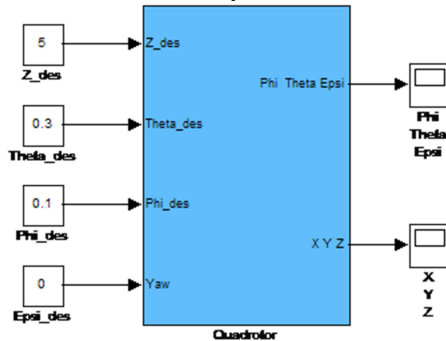 5
Z_des
Z_des
0.3
Theta_des
Theta_des
0.1
Phi_des
Phi_des
0
Epsi_des
Yaw
Phi Theta Epsi
Phi
Theta
Epsi
X Y Z
X
Y
Z
Quadrotor